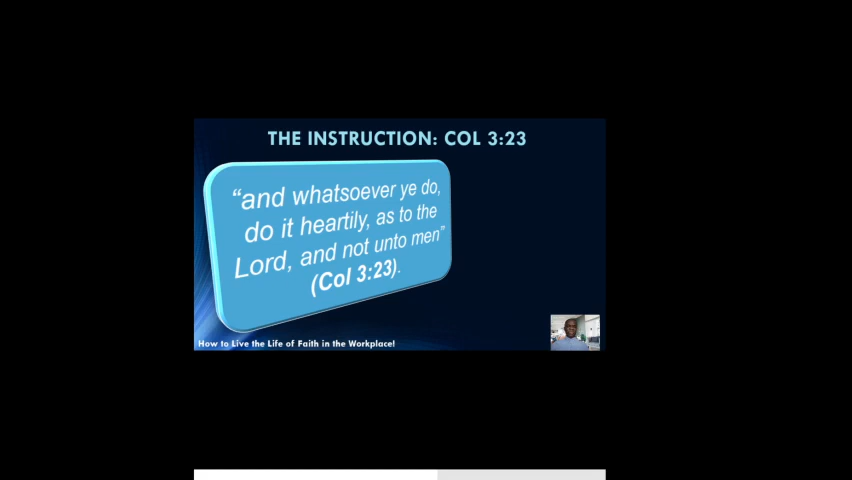 THE INSTRUCTION: COL 3:23
“and whatsoever ye do,
do it heartily, as to the
Lord, and not unto men”
(Col 3:23).
How to Live the Life of Faith in the Workplace!